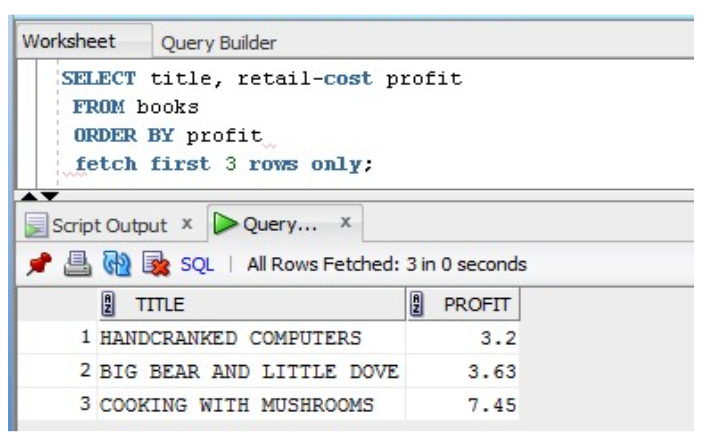 Worksheet Query Builder
SELECT title, retail-cost profit
FROM books
ORDER BY profit
fetch first 3 rows only;
Script Output x Query... x
SQL | All Rows Fetched: 3 in 0 seconds
TITLE PROFIT
1 HANDCRANKED COMPUTERS 3.2
2 BIG BEAR AND LITTLE DOVE 3.63
3 COOKING WITH MUSHROOMS 7.45